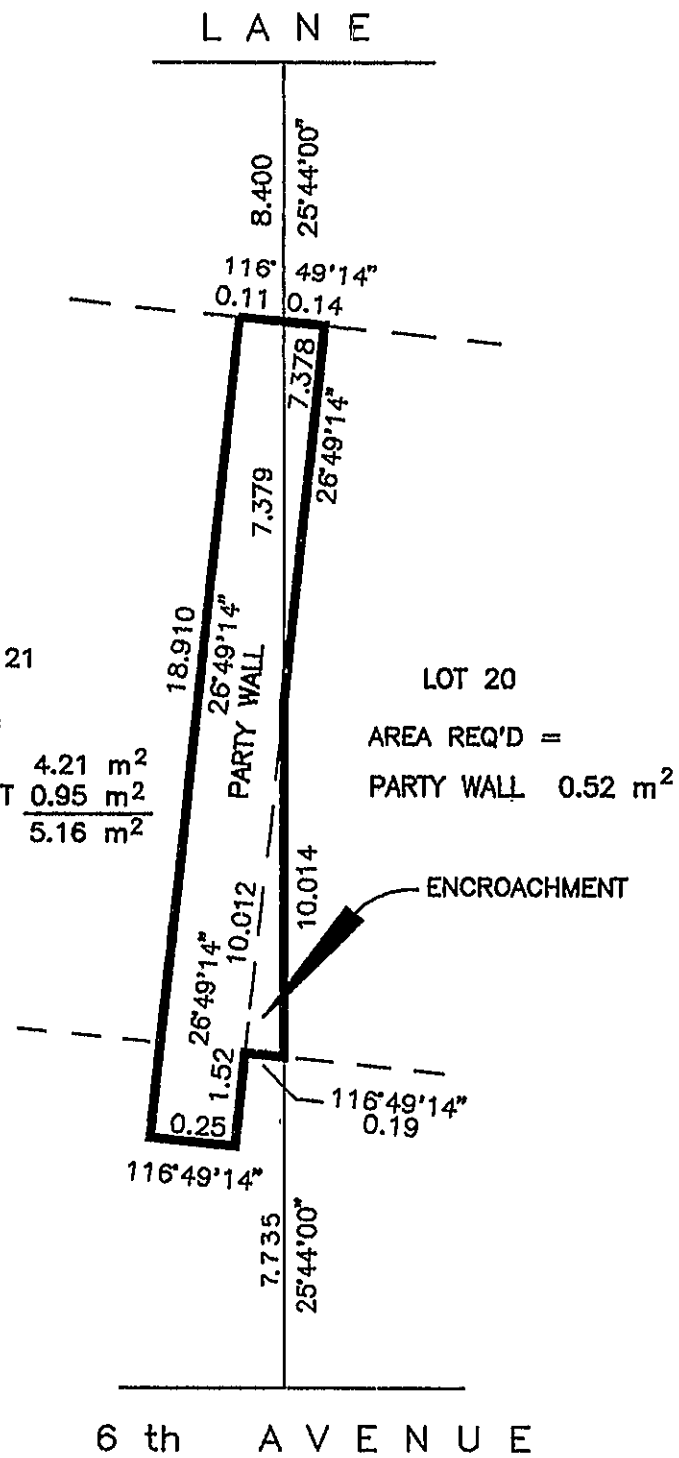 LANE
8.400
25°44'00"
116° 49'14"
0.11 0.14
7.378
26°49'14"
7.379
18.910
26°49'14"
PARTY WALL
21
4.21 m²
T 0.95 m²
5.16 m²
LOT 20
AREA REQ'D =
PARTY WALL 0.52 m²
10.012
10.014
ENCROACHMENT
26°49'14"
1.52
0.25
116°49'14"
116°49'14"
0.19
7.735
25°44'00"
6 th AVENUE